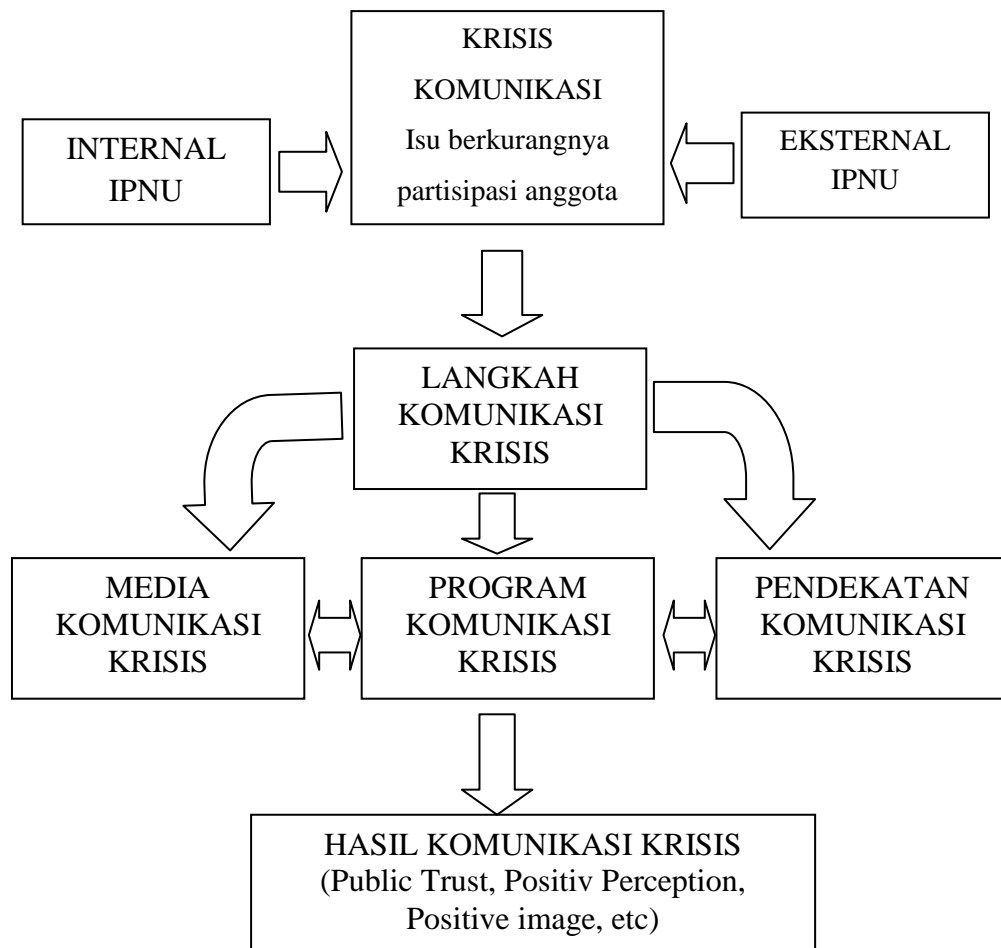 KRISIS
KOMUNIKASI
Isu berkurangnya
partisipasi anggota
INTERNAL
IPNU
EKSTERNAL
IPNU
LANGKAH
KOMUNIKASI
KRISIS
MEDIA
KOMUNIKASI
KRISIS
PROGRAM
KOMUNIKASI
KRISIS
PENDEKATAN
KOMUNIKASI
KRISIS
HASIL KOMUNIKASI KRISIS
(Public Trust, Positiv Perception,
Positive image, etc)